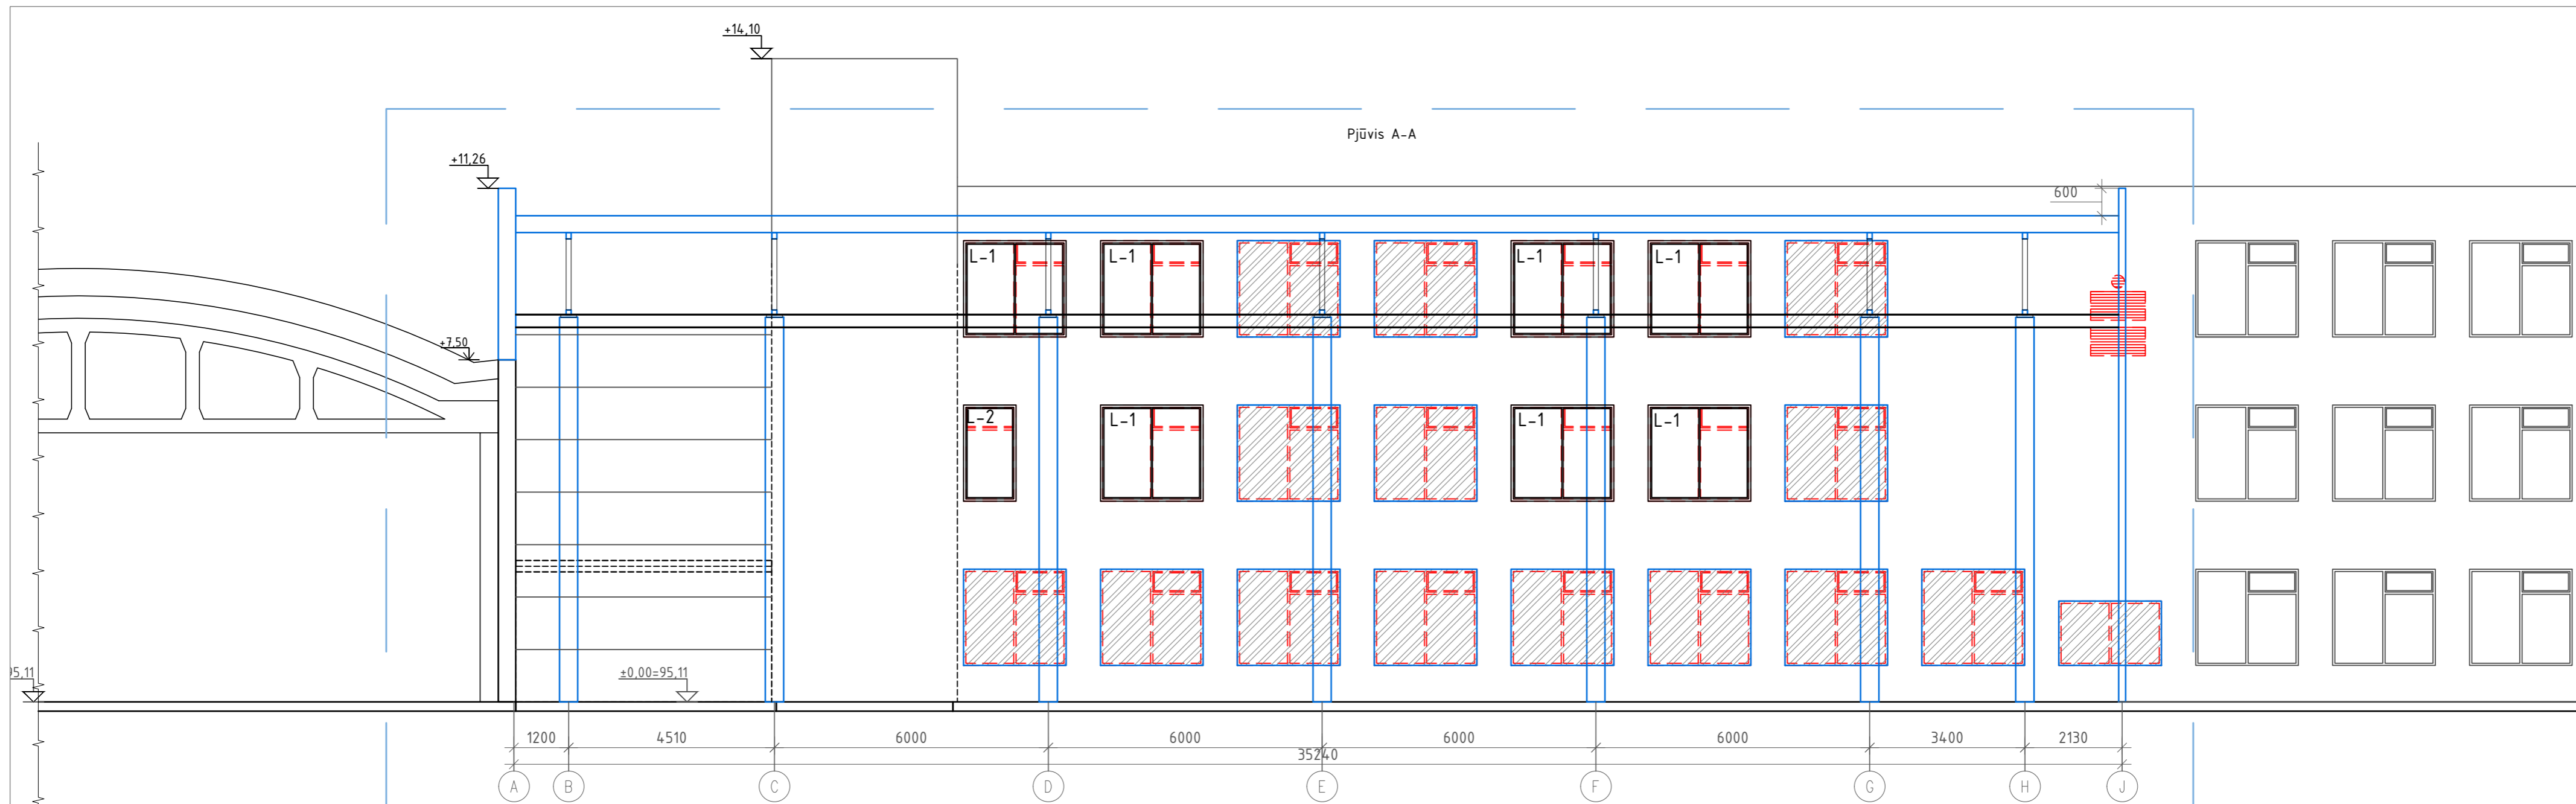 +14,10
Pjūvis A-A
+11,26
600
L-1 L-1 L-1 L-1
+7,50
L-2 L-1 L-1 L-1
95,11
±0,00=95,11
1200 4510 6000 6000 6000 6000 3400 2130
35240
A B C D E F G H J